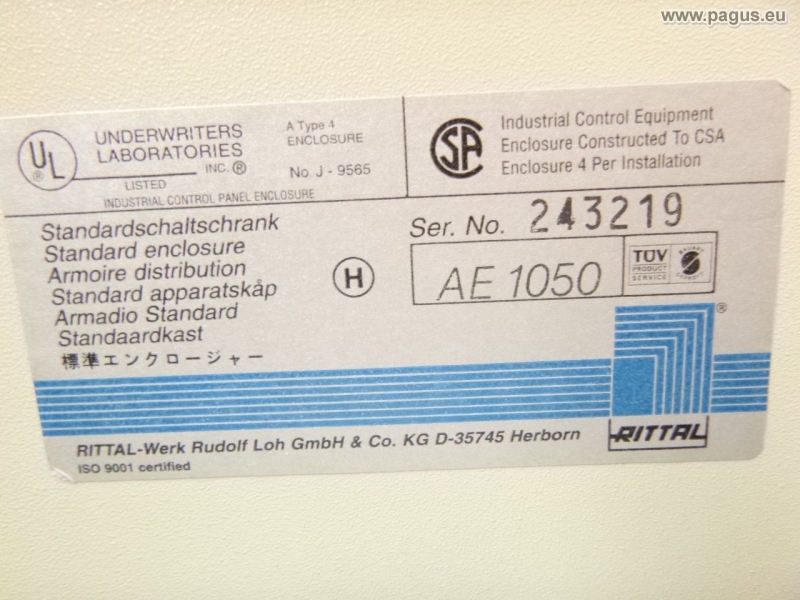 www.pagus.eu
UL
®
UNDERWRITERS
LABORATORIES
INC. ®
LISTED
INDUSTRIAL CONTROL PANEL ENCLOSURE
A Type 4
ENCLOSURE
No. J - 9565
CSA
Industrial Control Equipment
Enclosure Constructed To CSA
Enclosure 4 Per Installation
Standardschaltschrank
Standard enclosure
Armoire distribution
Standard apparatskåp
Armadio Standard
Standaardkast
標準エンクロージャー
H
Ser. No. 243219
AE 1050
TÜV
PRODUCT
SERVICE
®
RITTAL
RITTAL-Werk Rudolf Loh GmbH & Co. KG D-35745 Herborn
ISO 9001 certified